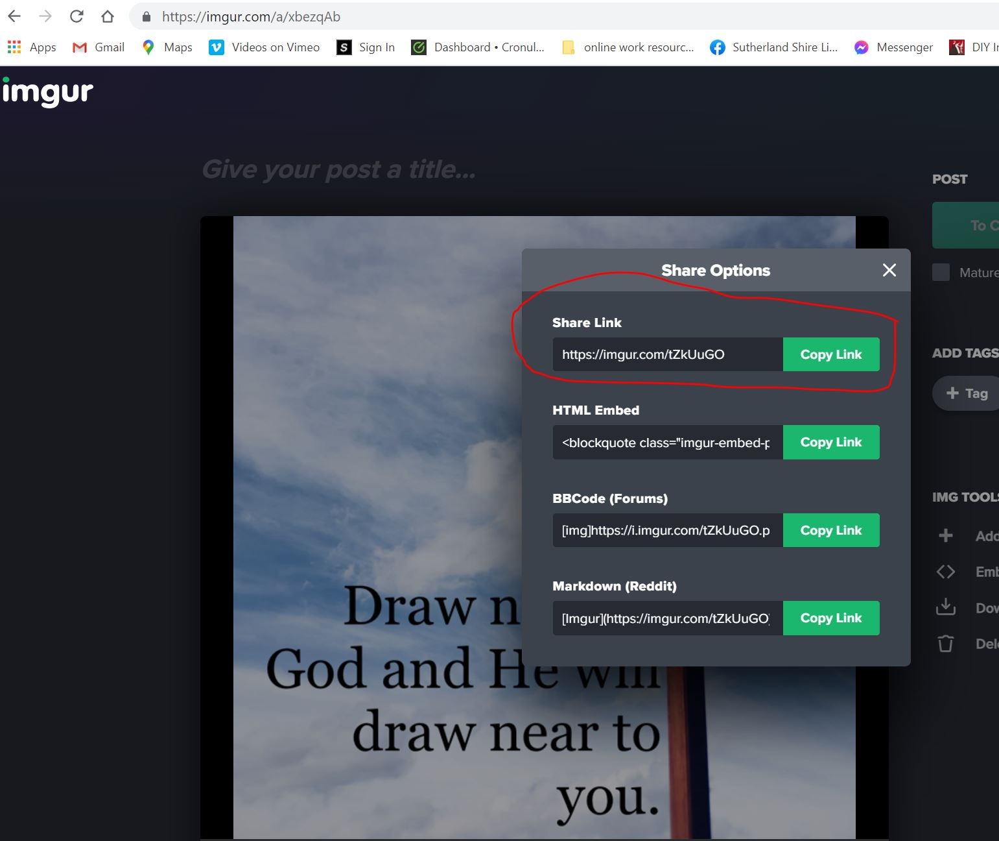 https://imgur.com/a/xbezqAb
Apps Gmail Maps Videos on Vimeo Sign In Dashboard • Cronul... online work resourc... Sutherland Shire Li... Messenger DIY In
imgur
Give your post a title...
POST
To C
Mature
Share Options
Share Link
https://imgur.com/tZkUuGO Copy Link
ADD TAGS
+ Tag
HTML Embed
<blockquote class="imgur-embed-p Copy Link
BBCode (Forums)
[img]https://i.imgur.com/tZkUuGO.p Copy Link
IMG TOOLS
Add
Emb
Dow
Dele
Markdown (Reddit)
[Imgur](https://imgur.com/tZkUuGO) Copy Link
Draw n
God and He will
draw near to
you.